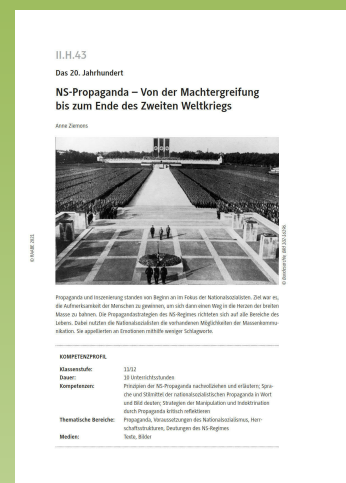 II.H.43
Das 20. Jahrhundert
NS-Propaganda – Von der Machtergreifung
bis zum Ende des Zweiten Weltkriegs
Anne Ziemons
© RAABE 2021
Propaganda und Inszenierung standen von Beginn an im Fokus der Nationalsozialisten. Ziel war es,
die Aufmerksamkeit der Menschen zu gewinnen, um sich dann einen Weg in die Herzen der breiten
Masse zu bahnen. Die Propagandastrategien des NS-Regimes richteten sich auf alle Bereiche des
Lebens. Dabei nutzten die Nationalsozialisten die vorhandenen Möglichkeiten der Massenkommu-
nikation. Sie appellierten an Emotionen mithilfe weniger Schlagworte.
KOMPETENZPROFIL
Klassenstufe: 11/12
Dauer: 10 Unterrichtsstunden
Kompetenzen: Prinzipien der NS-Propaganda nachvollziehen und erläutern; Spra-
che und Stilmittel der nationalsozialistischen Propaganda in Wort
und Bild deuten; Strategien der Manipulation und Indoktrination
durch Propaganda kritisch reflektieren
Thematische Bereiche: Propaganda, Voraussetzungen des Nationalsozialismus, Herr-
schaftsstrukturen, Deutungen des NS-Regimes
Medien: Texte, Bilder